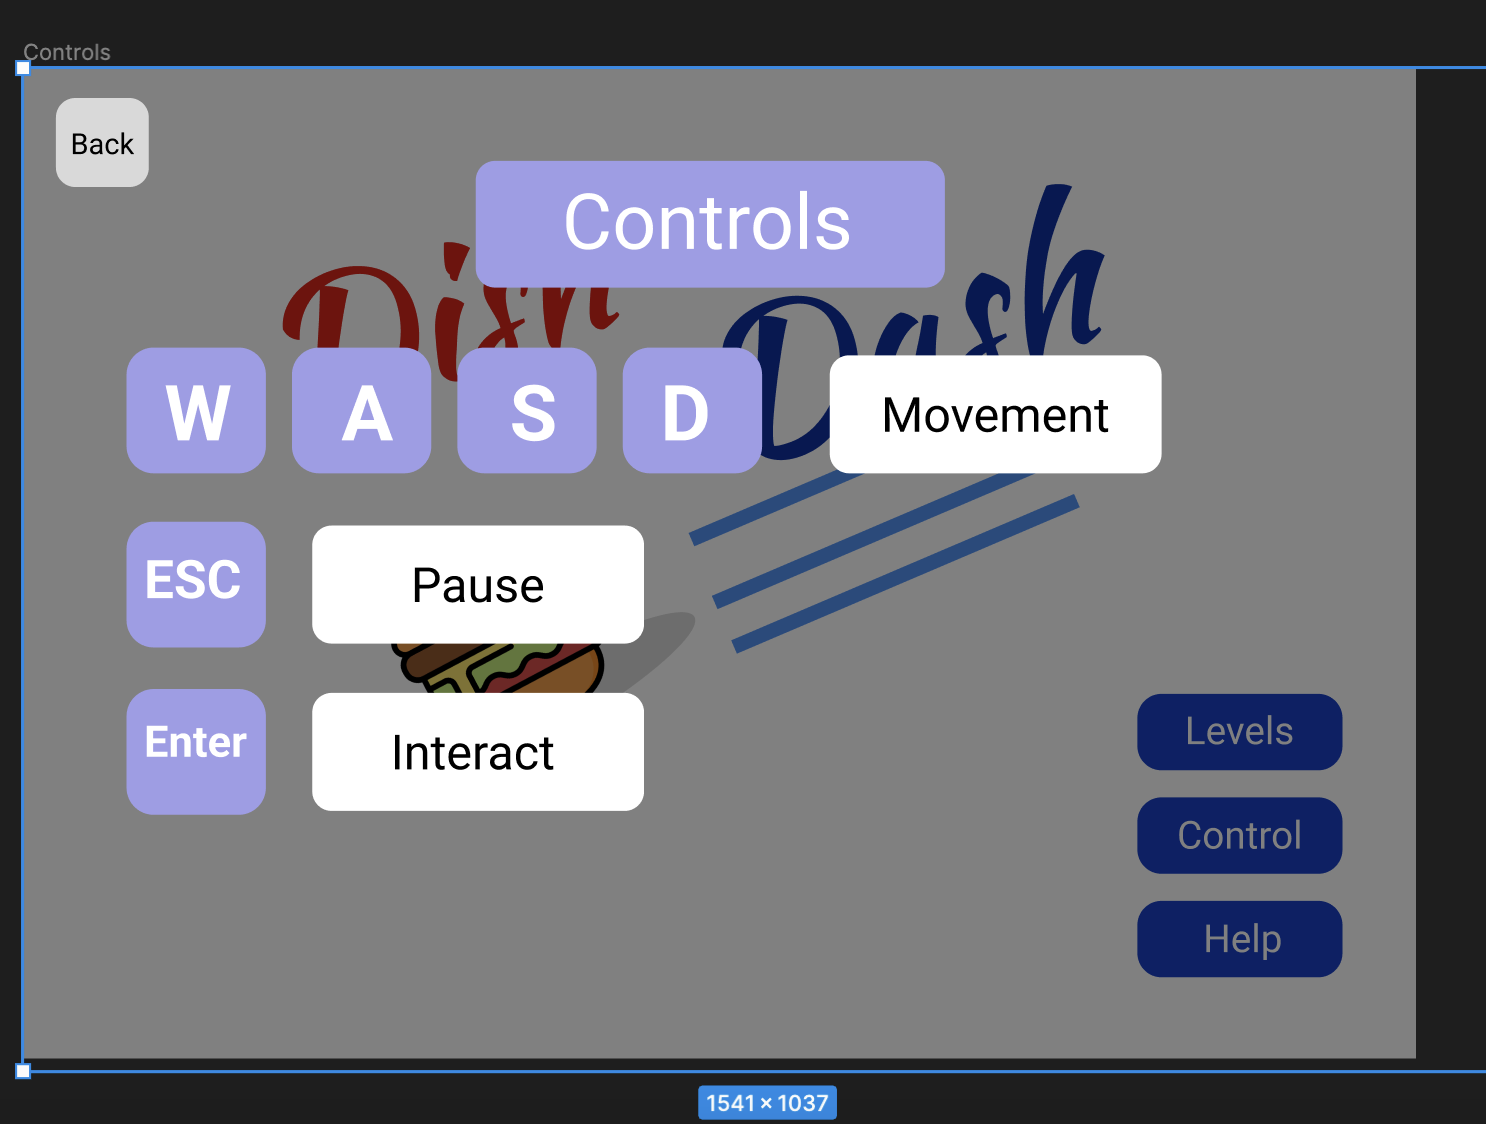 Controls
Back
Controls
Dish Dash
W A S D Movement
ESC Pause
Enter Interact
Levels
Control
Help
1541 × 1037